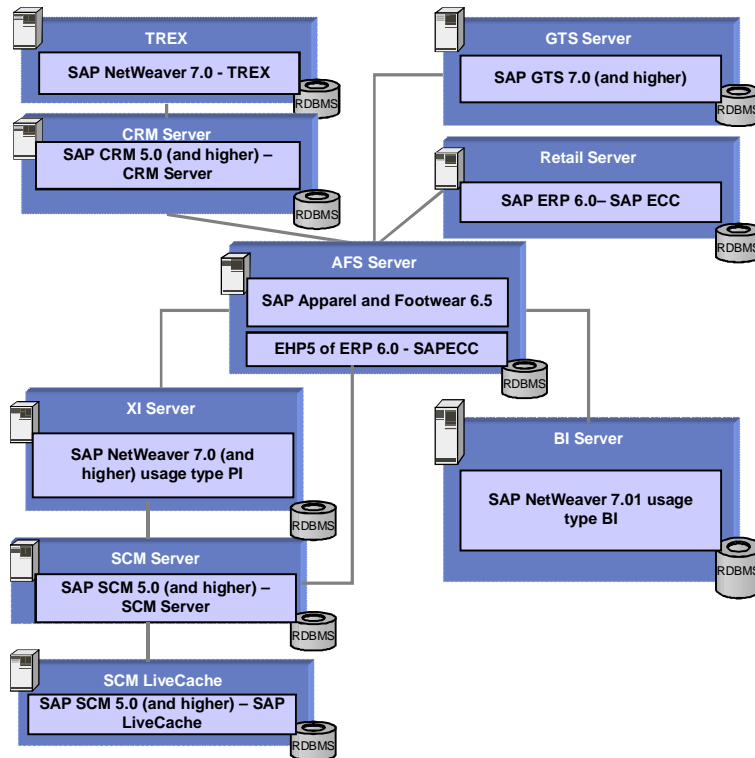 TREX
SAP NetWeaver 7.0 - TREX
RDBMS
CRM Server
SAP CRM 5.0 (and higher) –
CRM Server
RDBMS
GTS Server
SAP GTS 7.0 (and higher)
RDBMS
Retail Server
SAP ERP 6.0– SAP ECC
RDBMS
AFS Server
SAP Apparel and Footwear 6.5
EHP5 of ERP 6.0 - SAPECC
RDBMS
XI Server
SAP NetWeaver 7.0 (and
higher) usage type PI
RDBMS
BI Server
SAP NetWeaver 7.01 usage
type BI
RDBMS
SCM Server
SAP SCM 5.0 (and higher) –
SCM Server
RDBMS
SCM LiveCache
SAP SCM 5.0 (and higher) – SAP
LiveCache
RDBMS